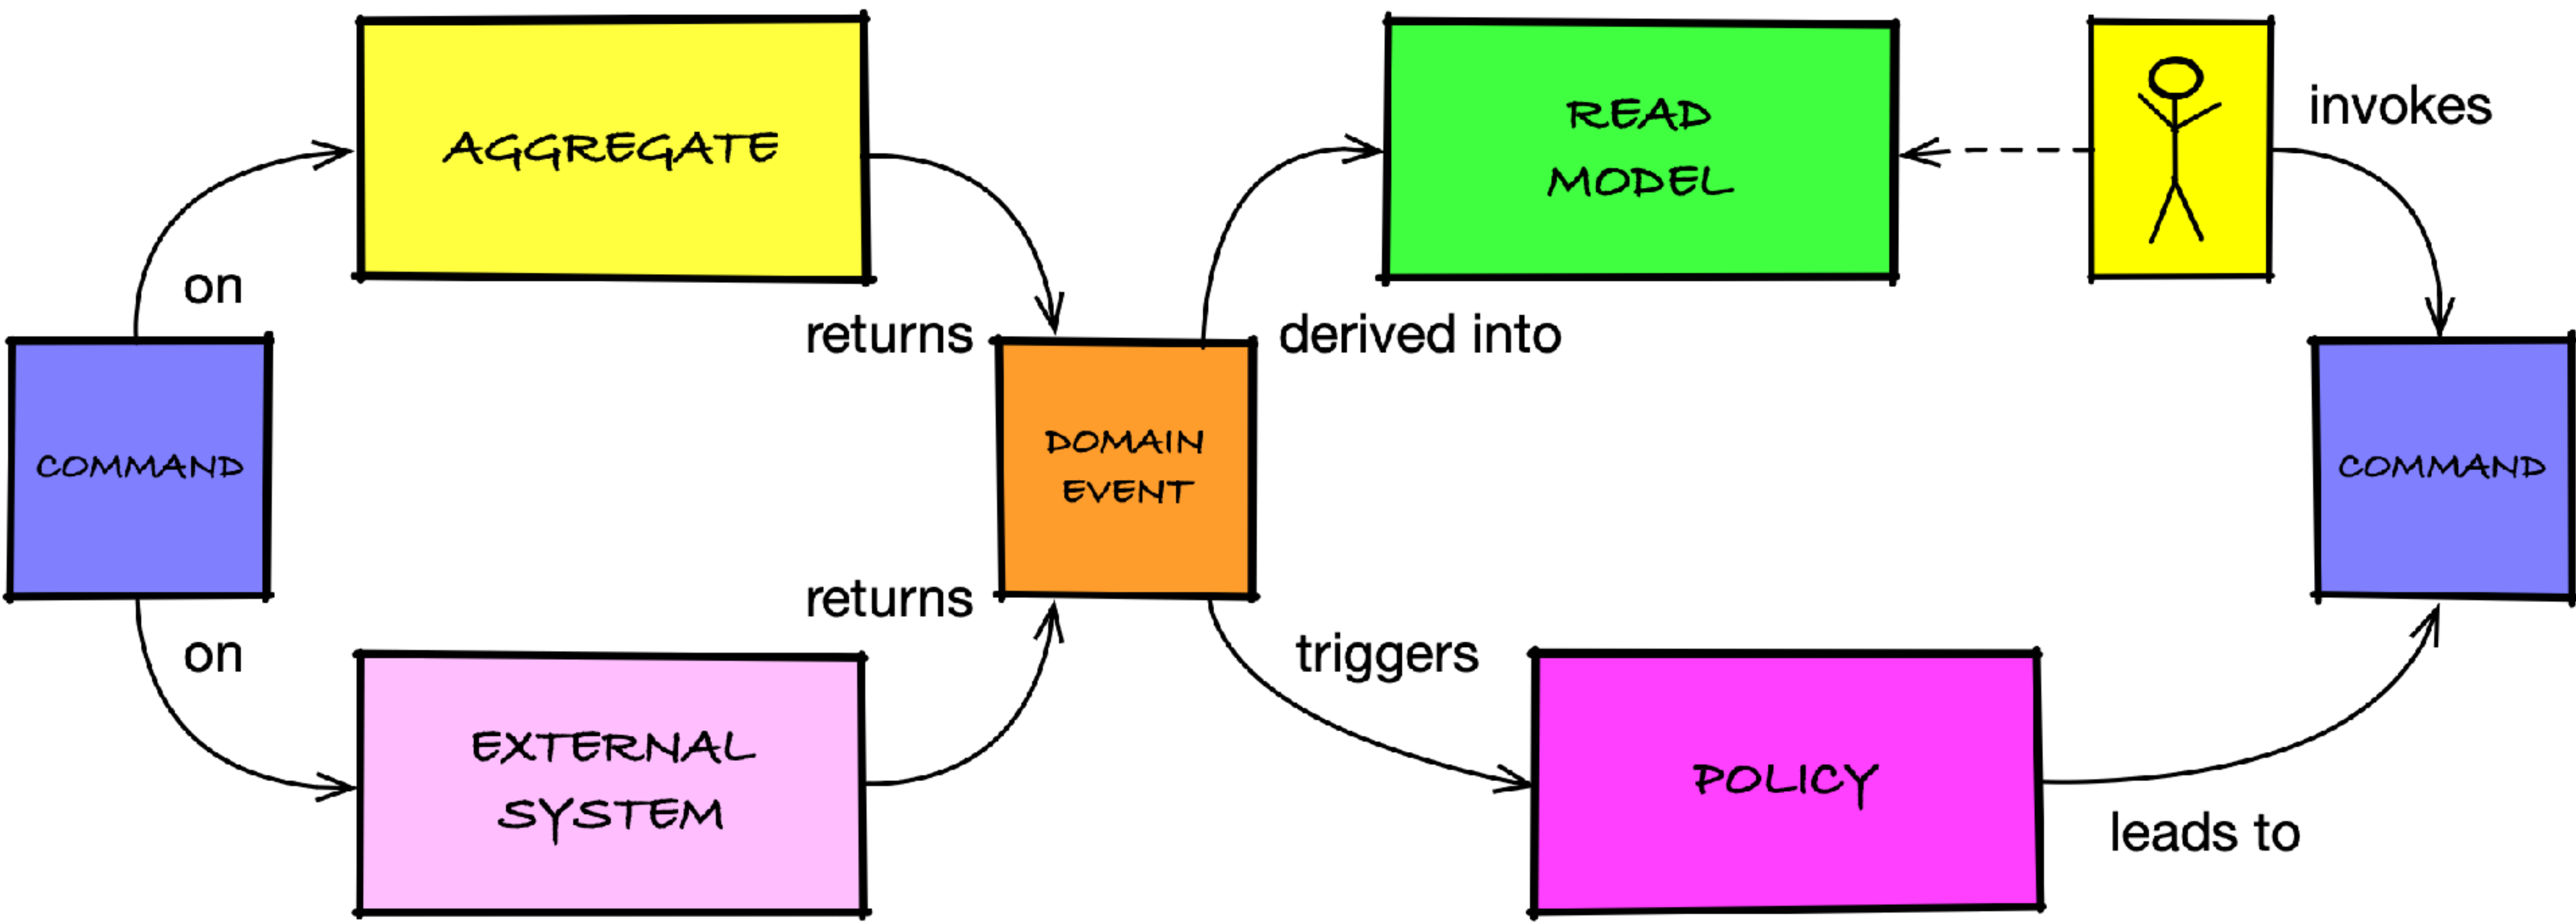 AGGREGATE
READ
MODEL
invokes
on
returns
derived into
COMMAND
DOMAIN
EVENT
COMMAND
returns
on
triggers
EXTERNAL
SYSTEM
POLICY
leads to